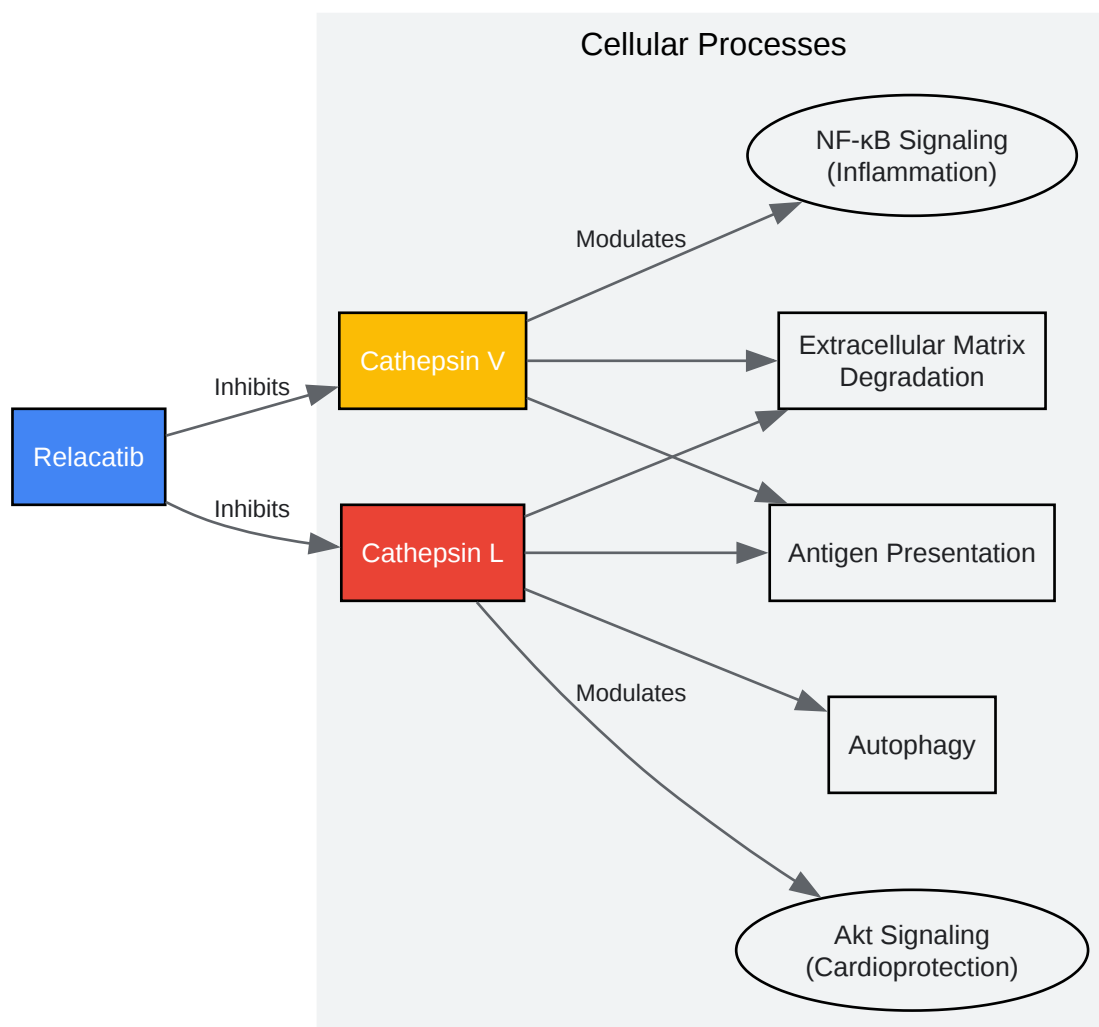 Cellular Processes
NF-κB Signaling
(Inflammation)
Modulates
Extracellular Matrix
Degradation
Cathepsin V
Inhibits
Relacatib
Inhibits
Cathepsin L
Antigen Presentation
Modulates
Autophagy
Akt Signaling
(Cardioprotection)